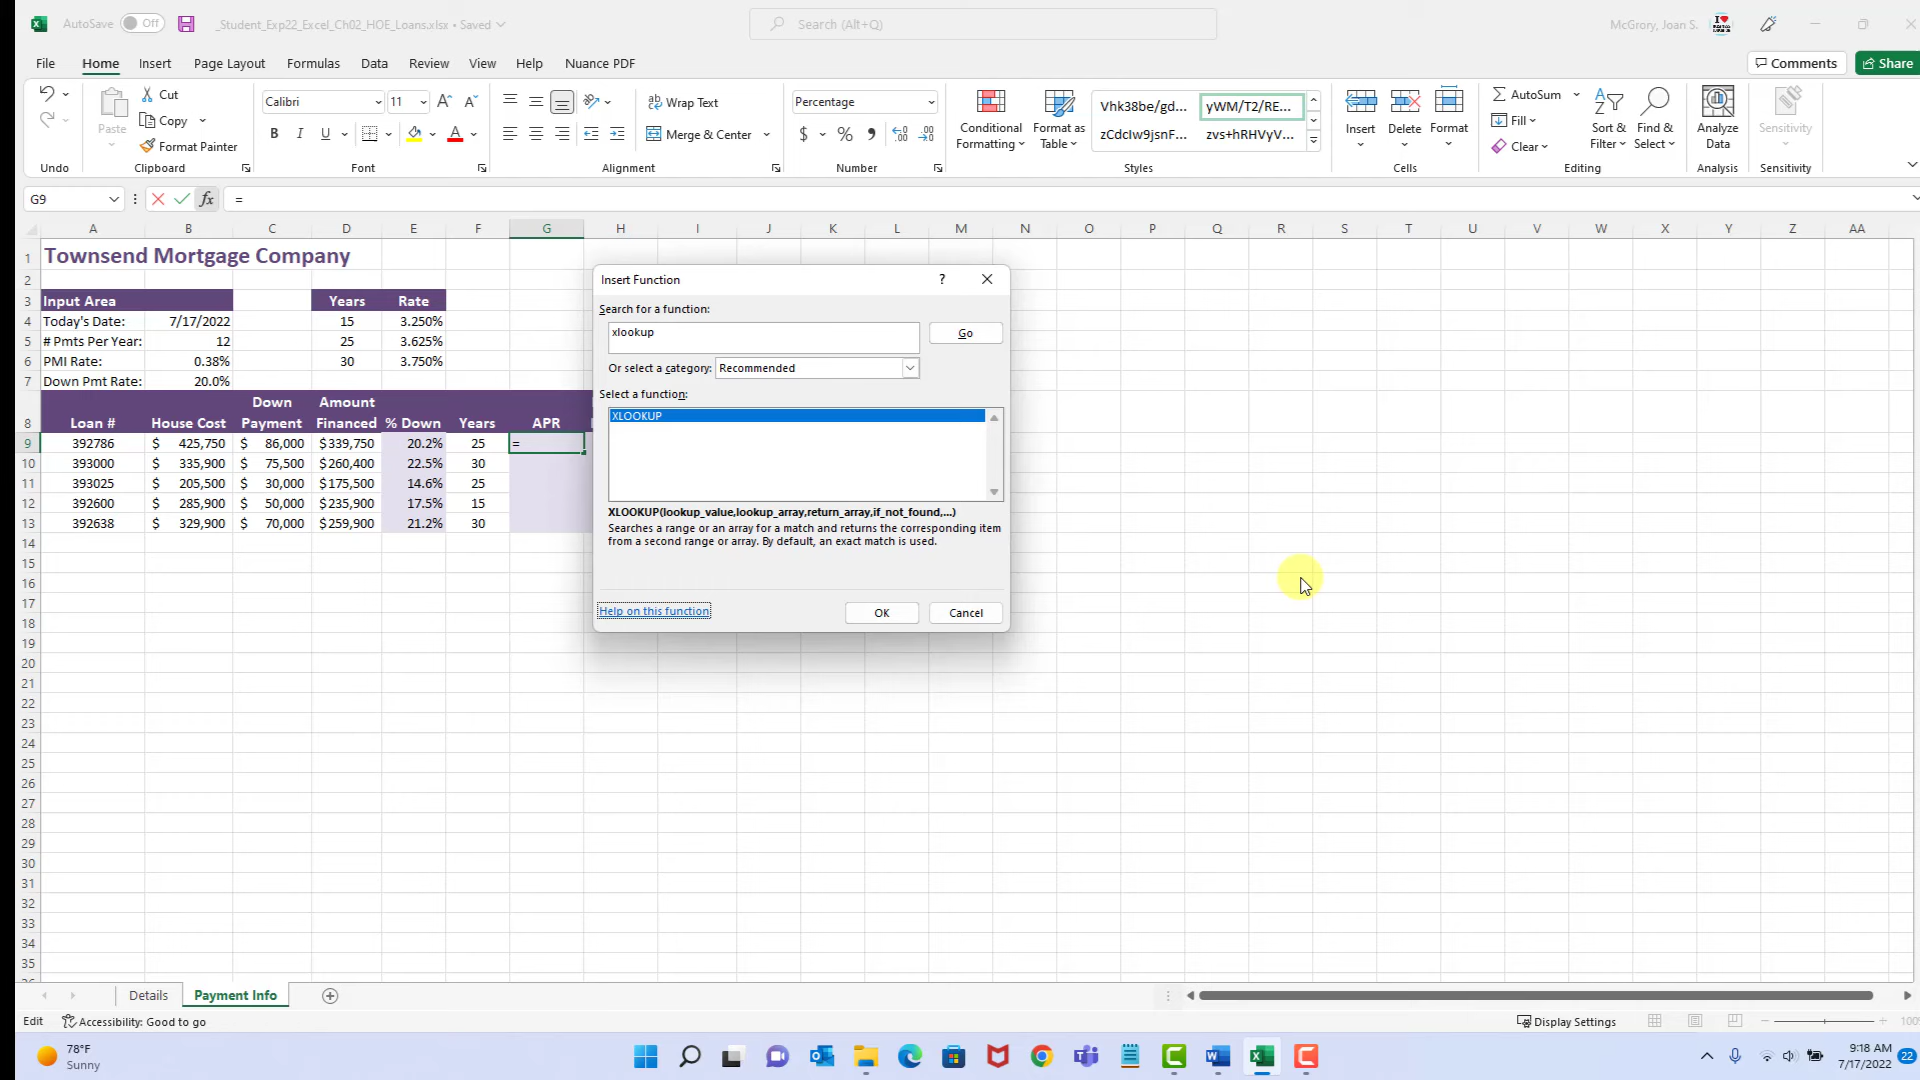 AutoSave Off _Student_Exp22_Excel_Ch02_HOE_Loans.xlsx • Saved Search (Alt+Q) McGrory, Joan S.
File Home Insert Page Layout Formulas Data Review View Help Nuance PDF Comments Share
Cut Calibri 11 Wrap Text Percentage Vhk38be/gd... yWM/T2/RE... AutoSum
Paste Copy B I U Merge & Center $ % Conditional Formatting Format as Table zCdcIw9jsnF... zvs+hRHVyV... Insert Delete Format Fill Sort & Filter Find & Select Analyze Data Sensitivity
Format Painter Clear
Undo Clipboard Font Alignment Number Styles Cells Editing Analysis Sensitivity
G9 fx =
A B C D E F G H I J K L M N O P Q R S T U V W X Y Z AA
1 Townsend Mortgage Company
2
3 Input Area Years Rate
4 Today's Date: 7/17/2022 15 3.250%
5 # Pmts Per Year: 12 25 3.625%
6 PMI Rate: 0.38% 30 3.750%
7 Down Pmt Rate: 20.0%
8 Loan # House Cost Down Payment Amount Financed % Down Years APR
9 392786 $ 425,750 $ 86,000 $339,750 20.2% 25 =
10 393000 $ 335,900 $ 75,500 $260,400 22.5% 30
11 393025 $ 205,500 $ 30,000 $175,500 14.6% 25
12 392600 $ 285,900 $ 50,000 $235,900 17.5% 15
13 392638 $ 329,900 $ 70,000 $259,900 21.2% 30
14
15
16
17
18
19
20
21
22
23
24
25
26
27
28
29
30
31
32
33
34
35
Insert Function ?
Search for a function:
xlookup Go
Or select a category: Recommended
Select a function:
XLOOKUP
XLOOKUP(lookup_value,lookup_array,return_array,if_not_found,...)
Searches a range or an array for a match and returns the corresponding item
from a second range or array. By default, an exact match is used.
Help on this function OK Cancel
Details Payment Info
Edit Accessibility: Good to go Display Settings
78°F
Sunny
9:18 AM
7/17/2022 22